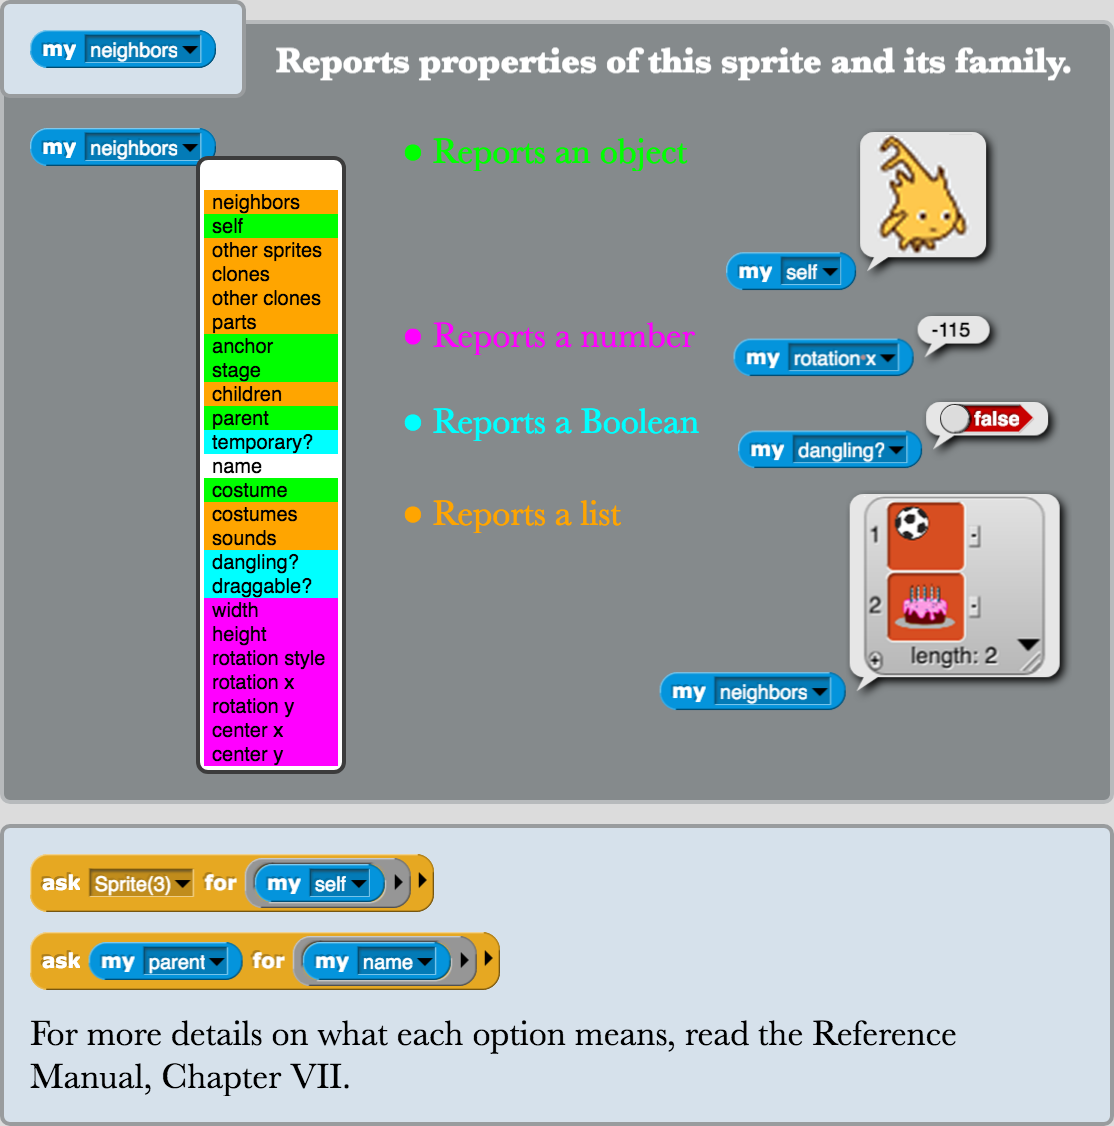 my neighbors
Reports properties of this sprite and its family.
my neighbors
neighbors
self
other sprites
clones
other clones
parts
anchor
stage
children
parent
temporary?
name
costume
costumes
sounds
dangling?
draggable?
width
height
rotation style
rotation x
rotation y
center x
center y
• Reports an object
my self
• Reports a number
-115
my rotation x
• Reports a Boolean
false
my dangling?
• Reports a list
1 -
2 -
+ length: 2
my neighbors
ask Sprite(3) for my self
ask my parent for my name
For more details on what each option means, read the Reference
Manual, Chapter VII.